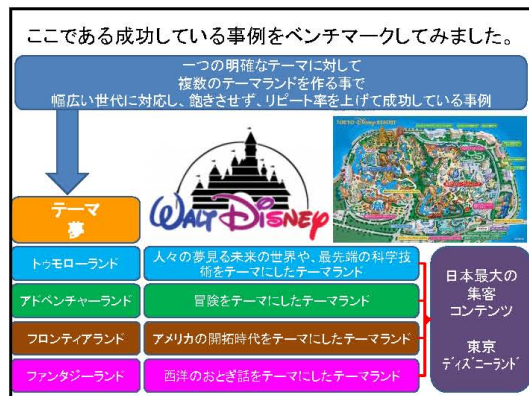 ここである成功している事例をベンチマークしてみました。
一つの明確なテーマに対して
複数のテーマランドを作る事で
幅広い世代に対応し、飽きさせず、リピート率を上げて成功している事例
TOKYO Disney RESORT
WALT DISNEY
テーマ
夢
トゥモローランド
人々の夢見る未来の世界や、最先端の科学技
術をテーマにしたテーマランド
アドベンチャーランド
冒険をテーマにしたテーマランド
フロンティアランド
アメリカの開拓時代をテーマにしたテーマランド
ファンタジーランド
西洋のおとぎ話をテーマにしたテーマランド
日本最大の
集客
コンテンツ
東京
ディズニーランド